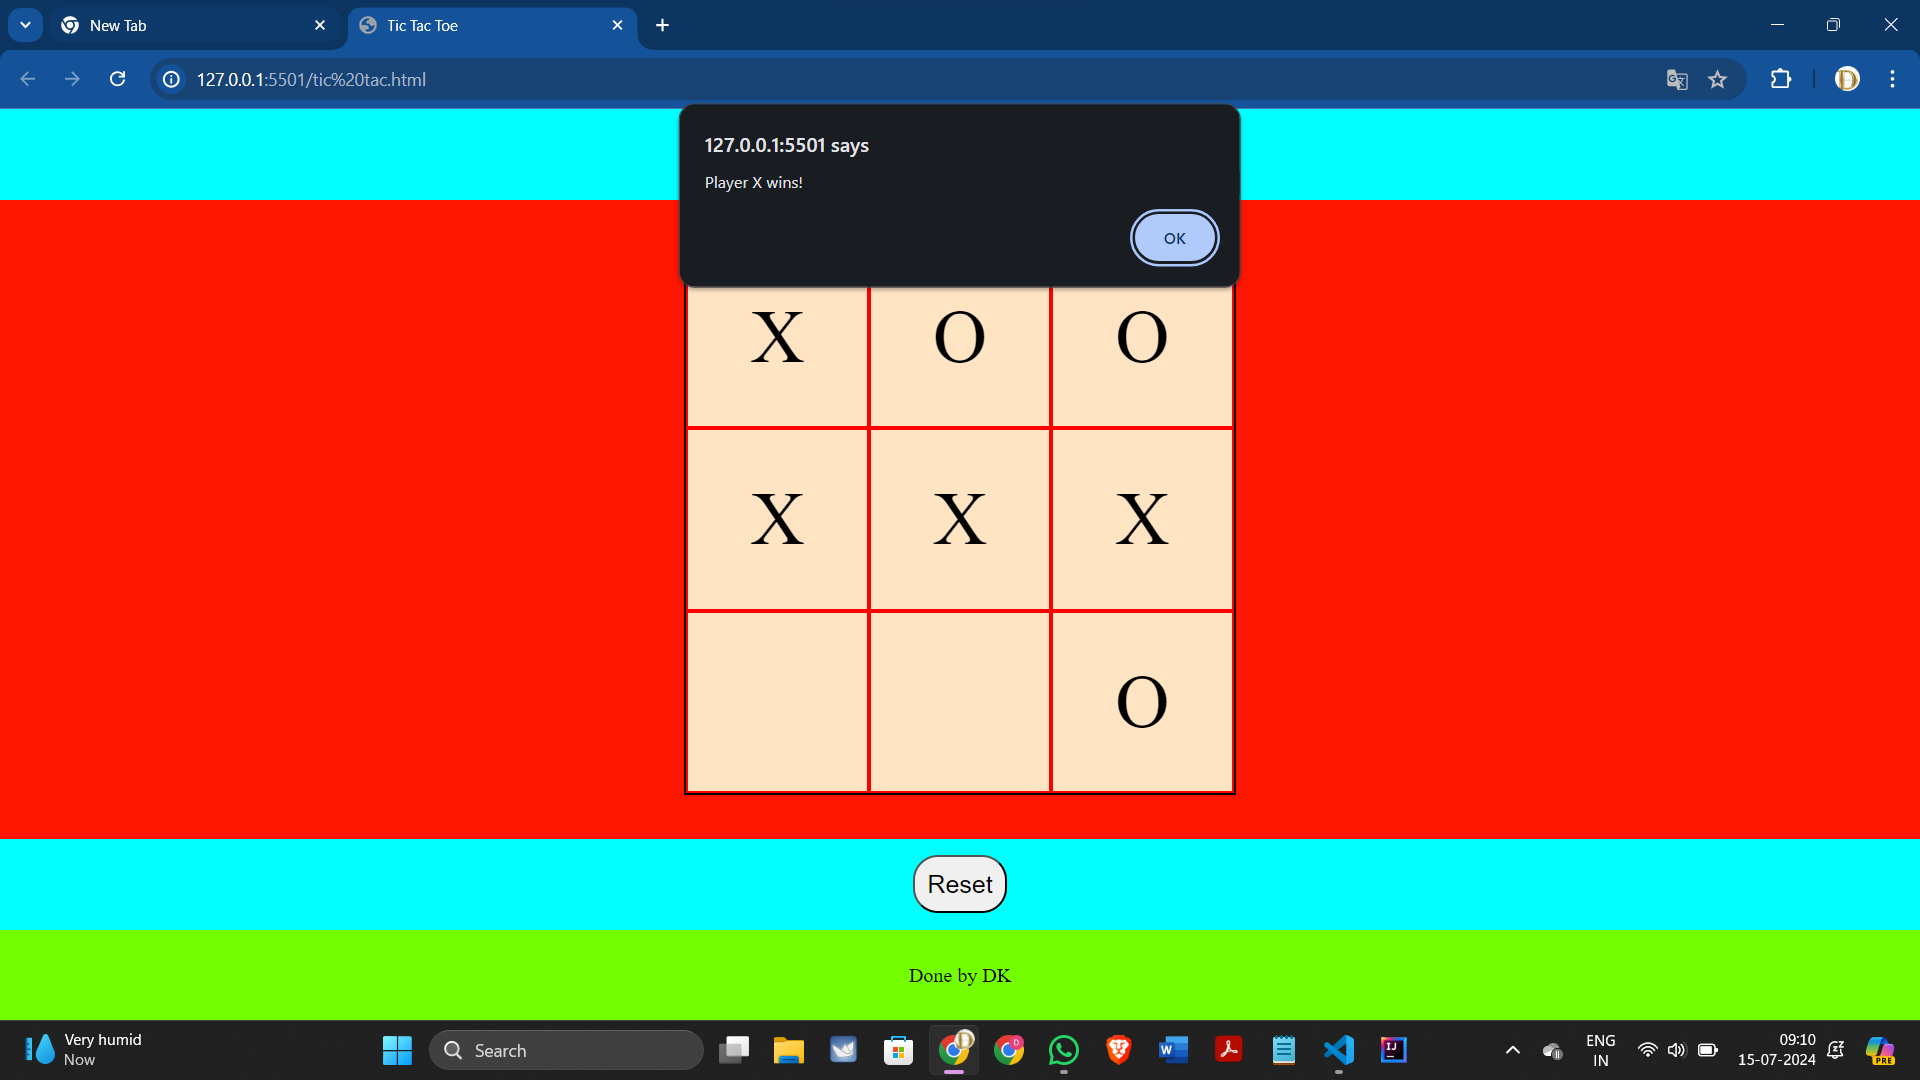 New Tab
Tic Tac Toe
127.0.0.1:5501/tic%20tac.html
127.0.0.1:5501 says
Player X wins!
OK
X O O
X X X
O
Reset
Done by DK
Very humid
Now
Search
ENG
IN
09:10
15-07-2024
PRE